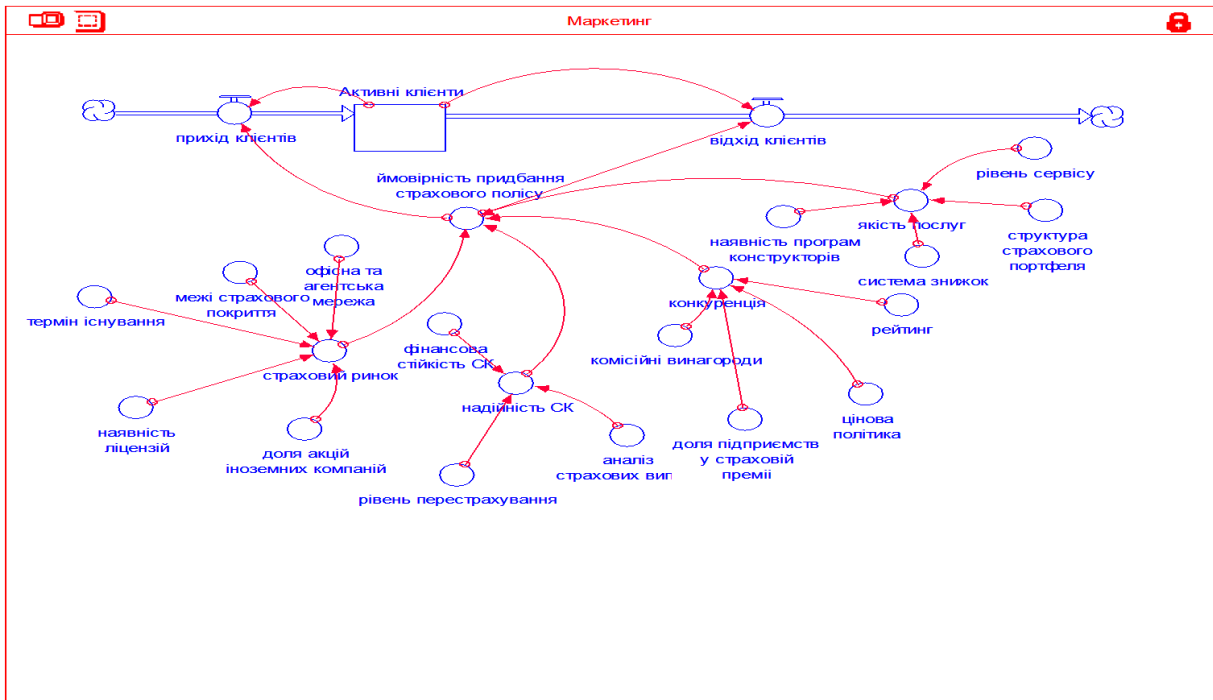 Маркетинг
Активні клієнти
прихід клієнтів
відхід клієнтів
ймовірність придбання
страхового полісу
рівень сервісу
якість послуг
наявність програм
конструкторів
структура
страхового
портфеля
система знижок
офісна та
агентська
мережа
межі страхового
покриття
термін існування
конкуренція
рейтинг
фінансова
стійкість СК
комісійні винагороди
страховий ринок
надійність СК
цінова
політика
наявність
ліцензій
доля акцій
іноземних компаній
аналіз
страхових вип
доля підприємств
у страховій
премії
рівень перестрахування